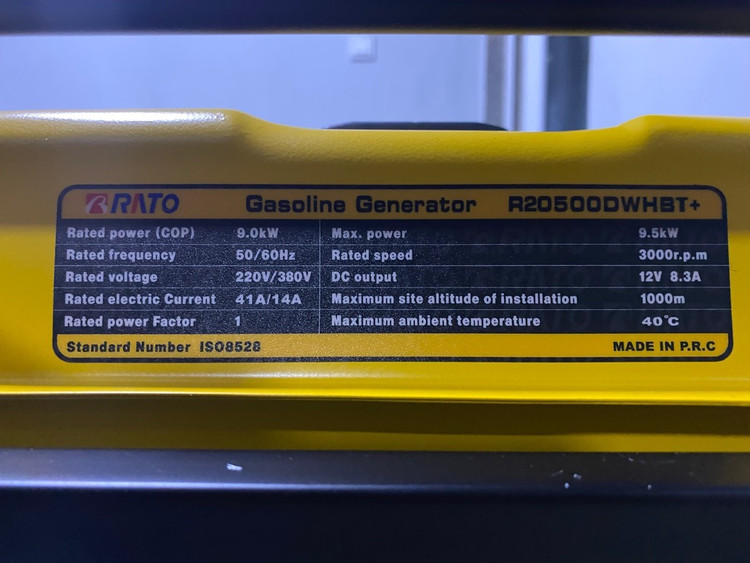 RATO Gasoline Generator R20500DWHBT+
Rated power (COP) 9.0kW Max. power 9.5kW
Rated frequency 50/60Hz Rated speed 3000r.p.m
Rated voltage 220V/380V DC output 12V 8.3A
Rated electric Current 41A/14A Maximum site altitude of installation 1000m
Rated power Factor 1 Maximum ambient temperature 40°C
Standard Number ISO8528 MADE IN P.R.C